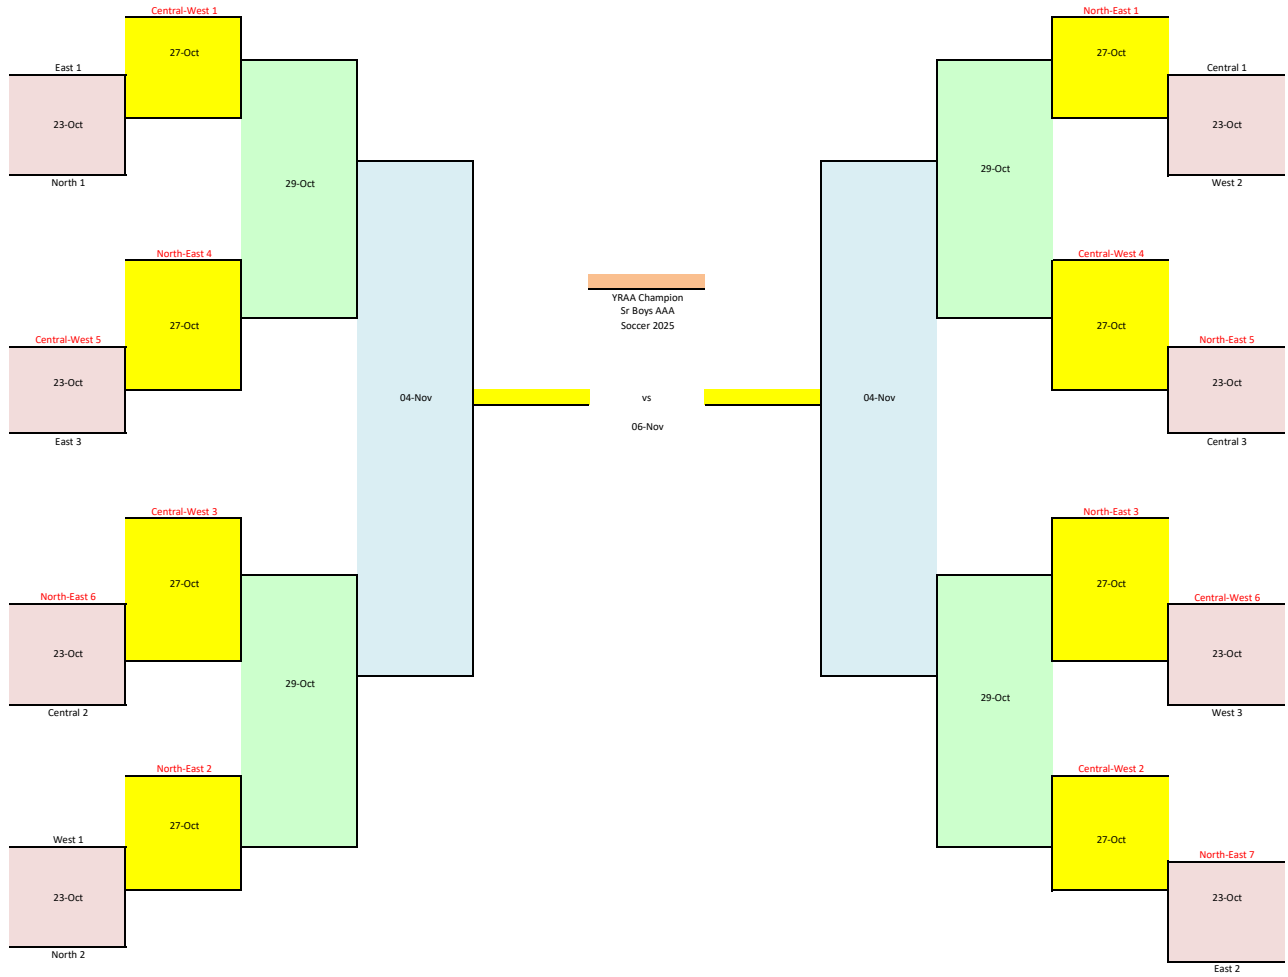 Central-West 1
North-East 1
27-Oct
27-Oct
East 1
Central 1
23-Oct
23-Oct
North 1
29-Oct
29-Oct
West 2
North-East 4
Central-West 4
YRAA Champion
Sr Boys AAA
Soccer 2025
27-Oct
27-Oct
Central-West 5
North-East 5
23-Oct
23-Oct
04-Nov
vs
04-Nov
06-Nov
East 3
Central 3
Central-West 3
North-East 3
27-Oct
27-Oct
North-East 6
Central-West 6
23-Oct
23-Oct
29-Oct
29-Oct
Central 2
West 3
North-East 2
Central-West 2
27-Oct
27-Oct
West 1
North-East 7
23-Oct
23-Oct
North 2
East 2